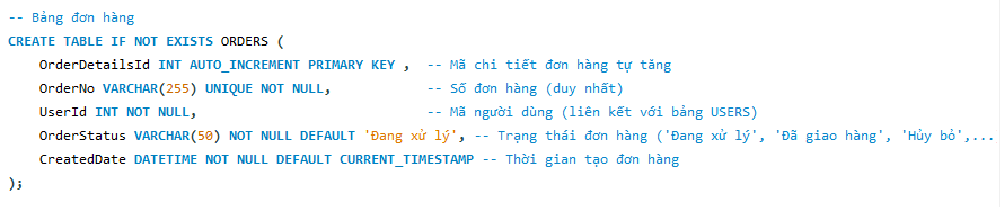 -- Bảng đơn hàng
CREATE TABLE IF NOT EXISTS ORDERS (
    OrderDetailsId INT AUTO_INCREMENT PRIMARY KEY ,  -- Mã chi tiết đơn hàng tự tăng
    OrderNo VARCHAR(255) UNIQUE NOT NULL,            -- Số đơn hàng (duy nhất)
    UserId INT NOT NULL,                             -- Mã người dùng (liên kết với bảng USERS)
    OrderStatus VARCHAR(50) NOT NULL DEFAULT 'Đang xử lý', -- Trạng thái đơn hàng ('Đang xử lý', 'Đã giao hàng', 'Hủy bỏ',...
    CreatedDate DATETIME NOT NULL DEFAULT CURRENT_TIMESTAMP -- Thời gian tạo đơn hàng
);